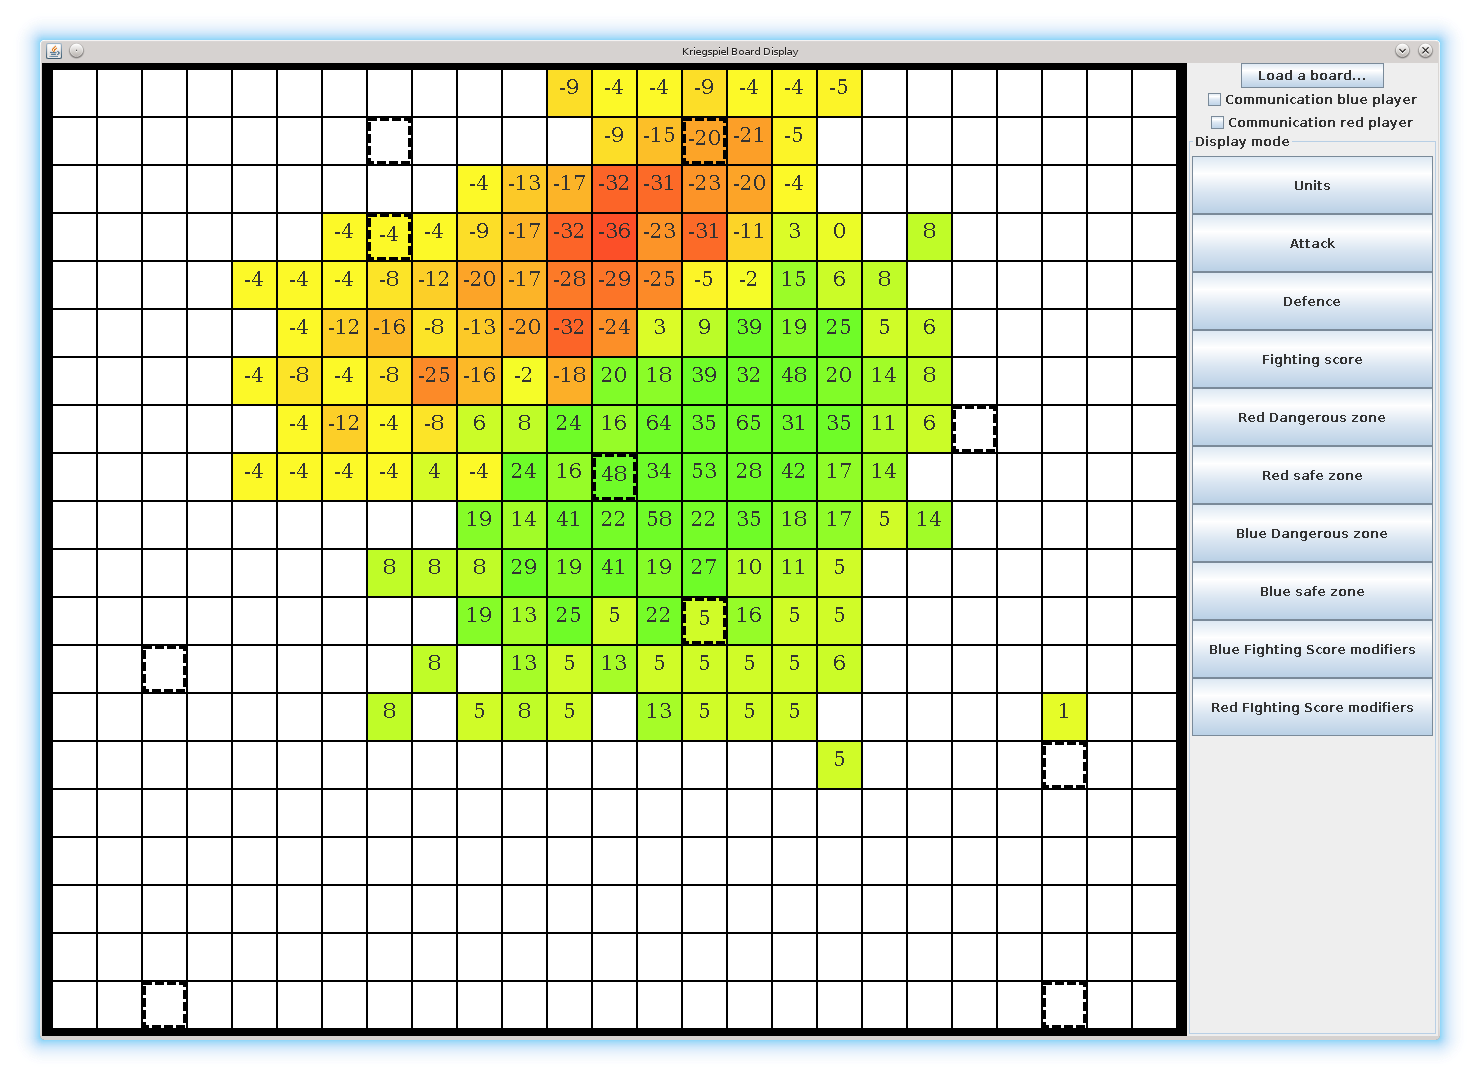 Kriegspiel Board Display
-9 -4 -4 -9 -4 -4 -5
-9 -15 -20 -21 -5
-4 -13 -17 -32 -31 -23 -20 -4
-4 -4 -4 -9 -17 -32 -36 -23 -31 -11 3 0 8
-4 -4 -4 -8 -12 -20 -17 -28 -29 -25 -5 -2 15 6 8
-4 -12 -16 -8 -13 -20 -32 -24 3 9 39 19 25 5 6
-4 -8 -4 -8 -25 -16 -2 -18 20 18 39 32 48 20 14 8
-4 -12 -4 -8 6 8 24 16 64 35 65 31 35 11 6
-4 -4 -4 -4 4 -4 24 16 48 34 53 28 42 17 14
19 14 41 22 58 22 35 18 17 5 14
8 8 8 29 19 41 19 27 10 11 5
19 13 25 5 22 5 16 5 5
8 13 5 13 5 5 5 5 6
8 5 8 5 13 5 5 5 1
5
Load a board...
Communication blue player
Communication red player
Display mode
Units
Attack
Defence
Fighting score
Red Dangerous zone
Red safe zone
Blue Dangerous zone
Blue safe zone
Blue Fighting Score modifiers
Red FIghting Score modifiers